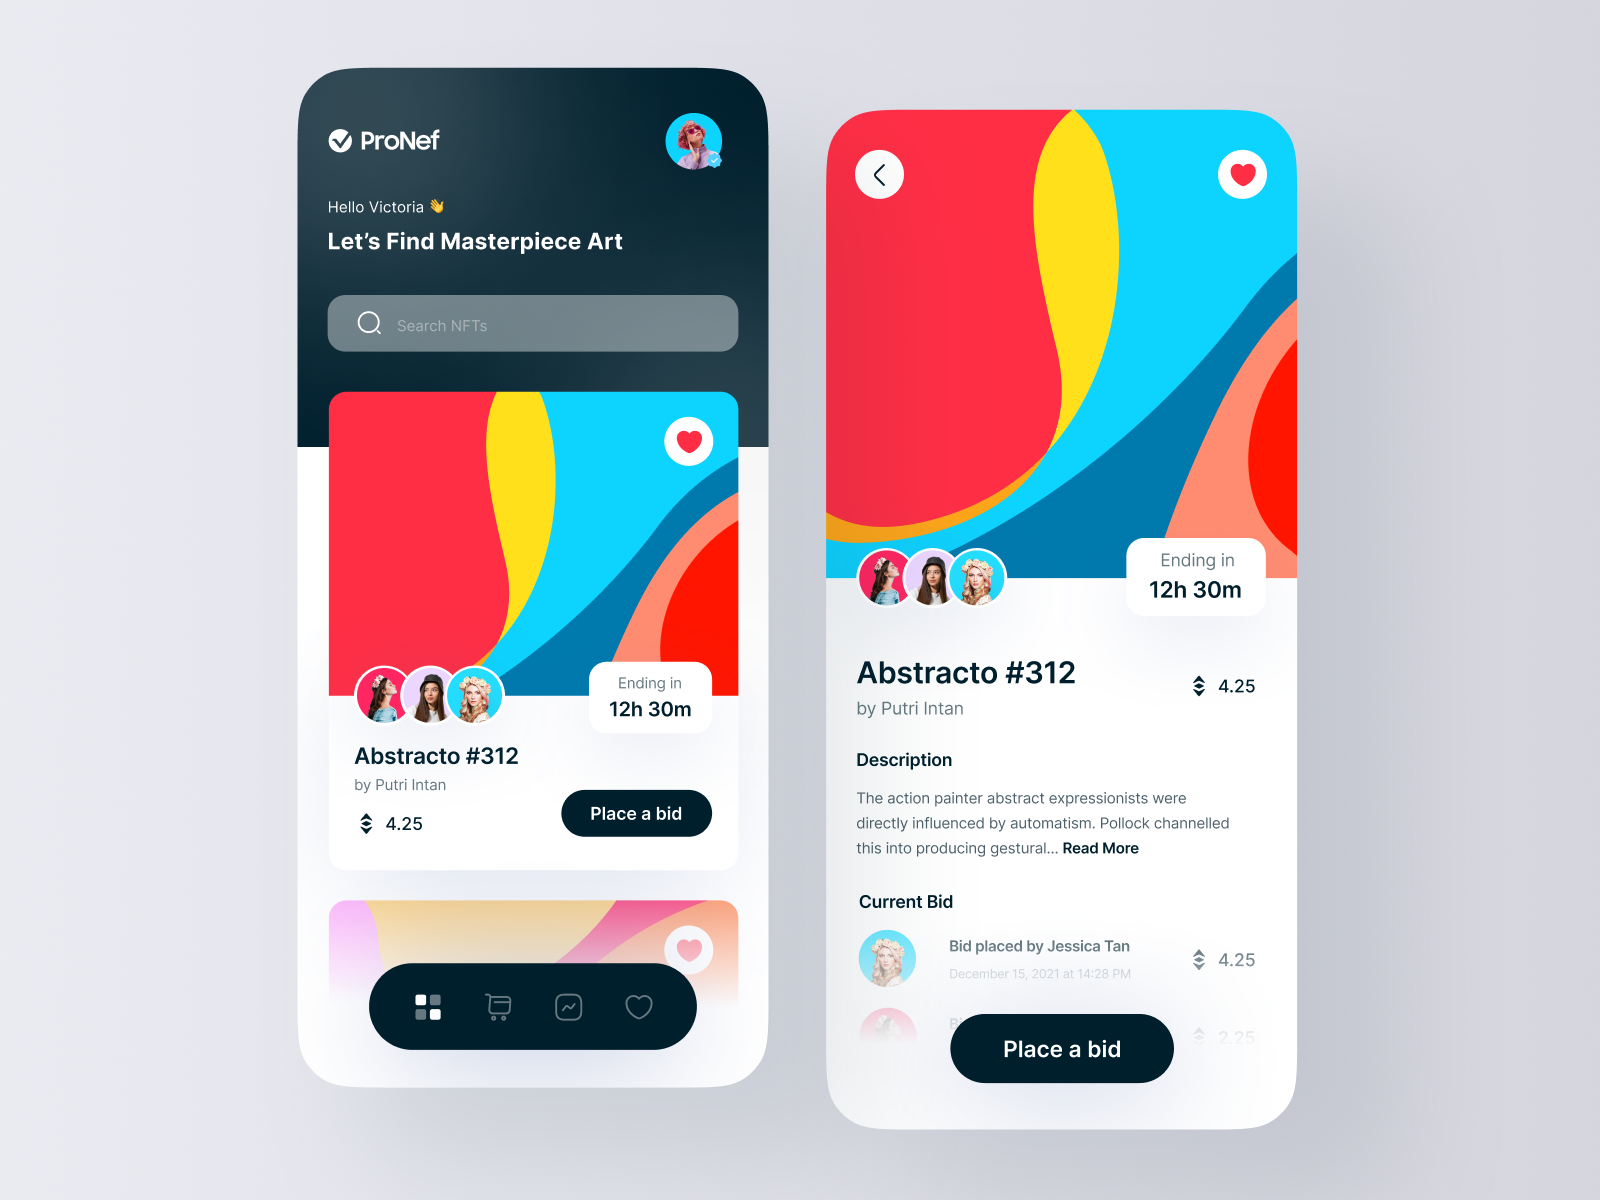 ProNef
Hello Victoria 👋
Let's Find Masterpiece Art
Search NFTs
Ending in
12h 30m
Abstracto #312
by Putri Intan
4.25
Place a bid
Ending in
12h 30m
Abstracto #312
4.25
by Putri Intan
Description
The action painter abstract expressionists were
directly influenced by automatism. Pollock channelled
this into producing gestural... Read More
Current Bid
Bid placed by Jessica Tan
4.25
December 15, 2021 at 14:28 PM
2.25
Place a bid